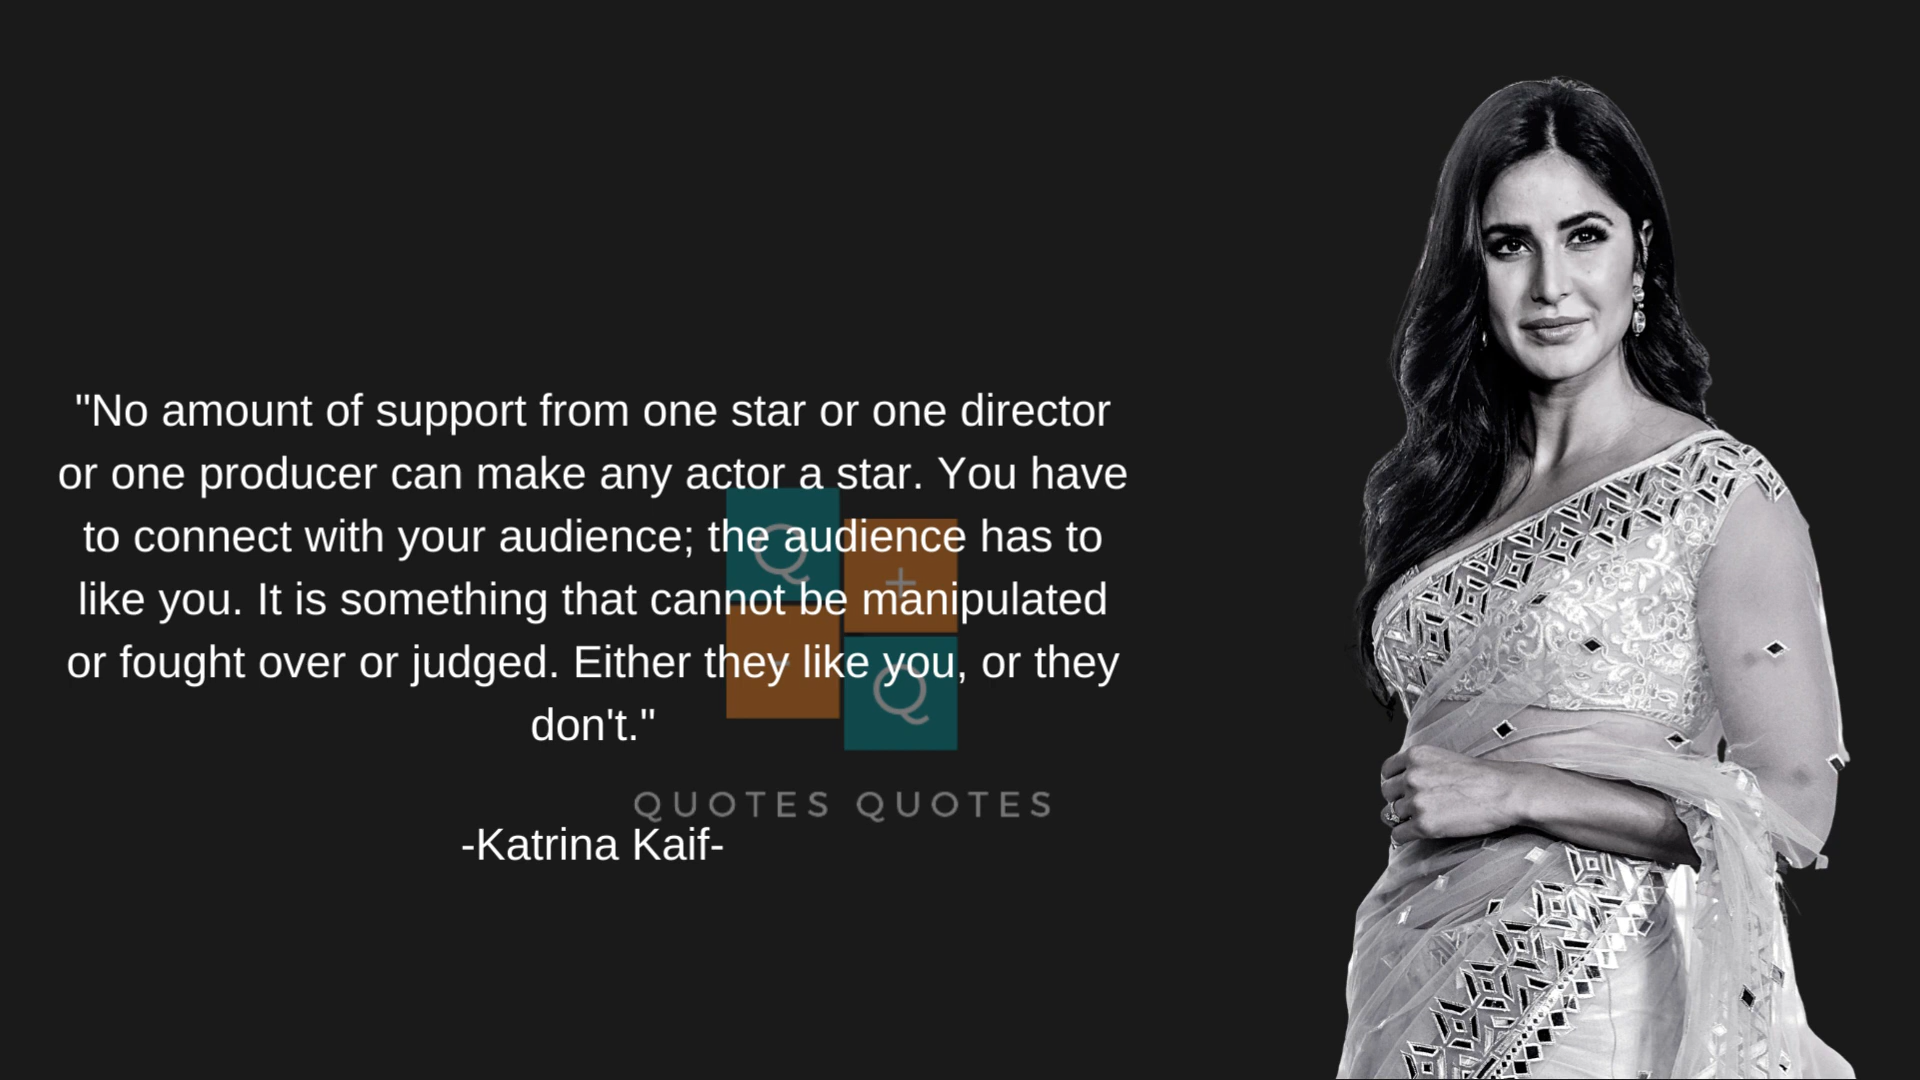 "No amount of support from one star or one director
or one producer can make any actor a star. You have
to connect with your audience; the audience has to
like you. It is something that cannot be manipulated
or fought over or judged. Either they like you, or they
don't."
Q
+
-
Q
QUOTES QUOTES
-Katrina Kaif-